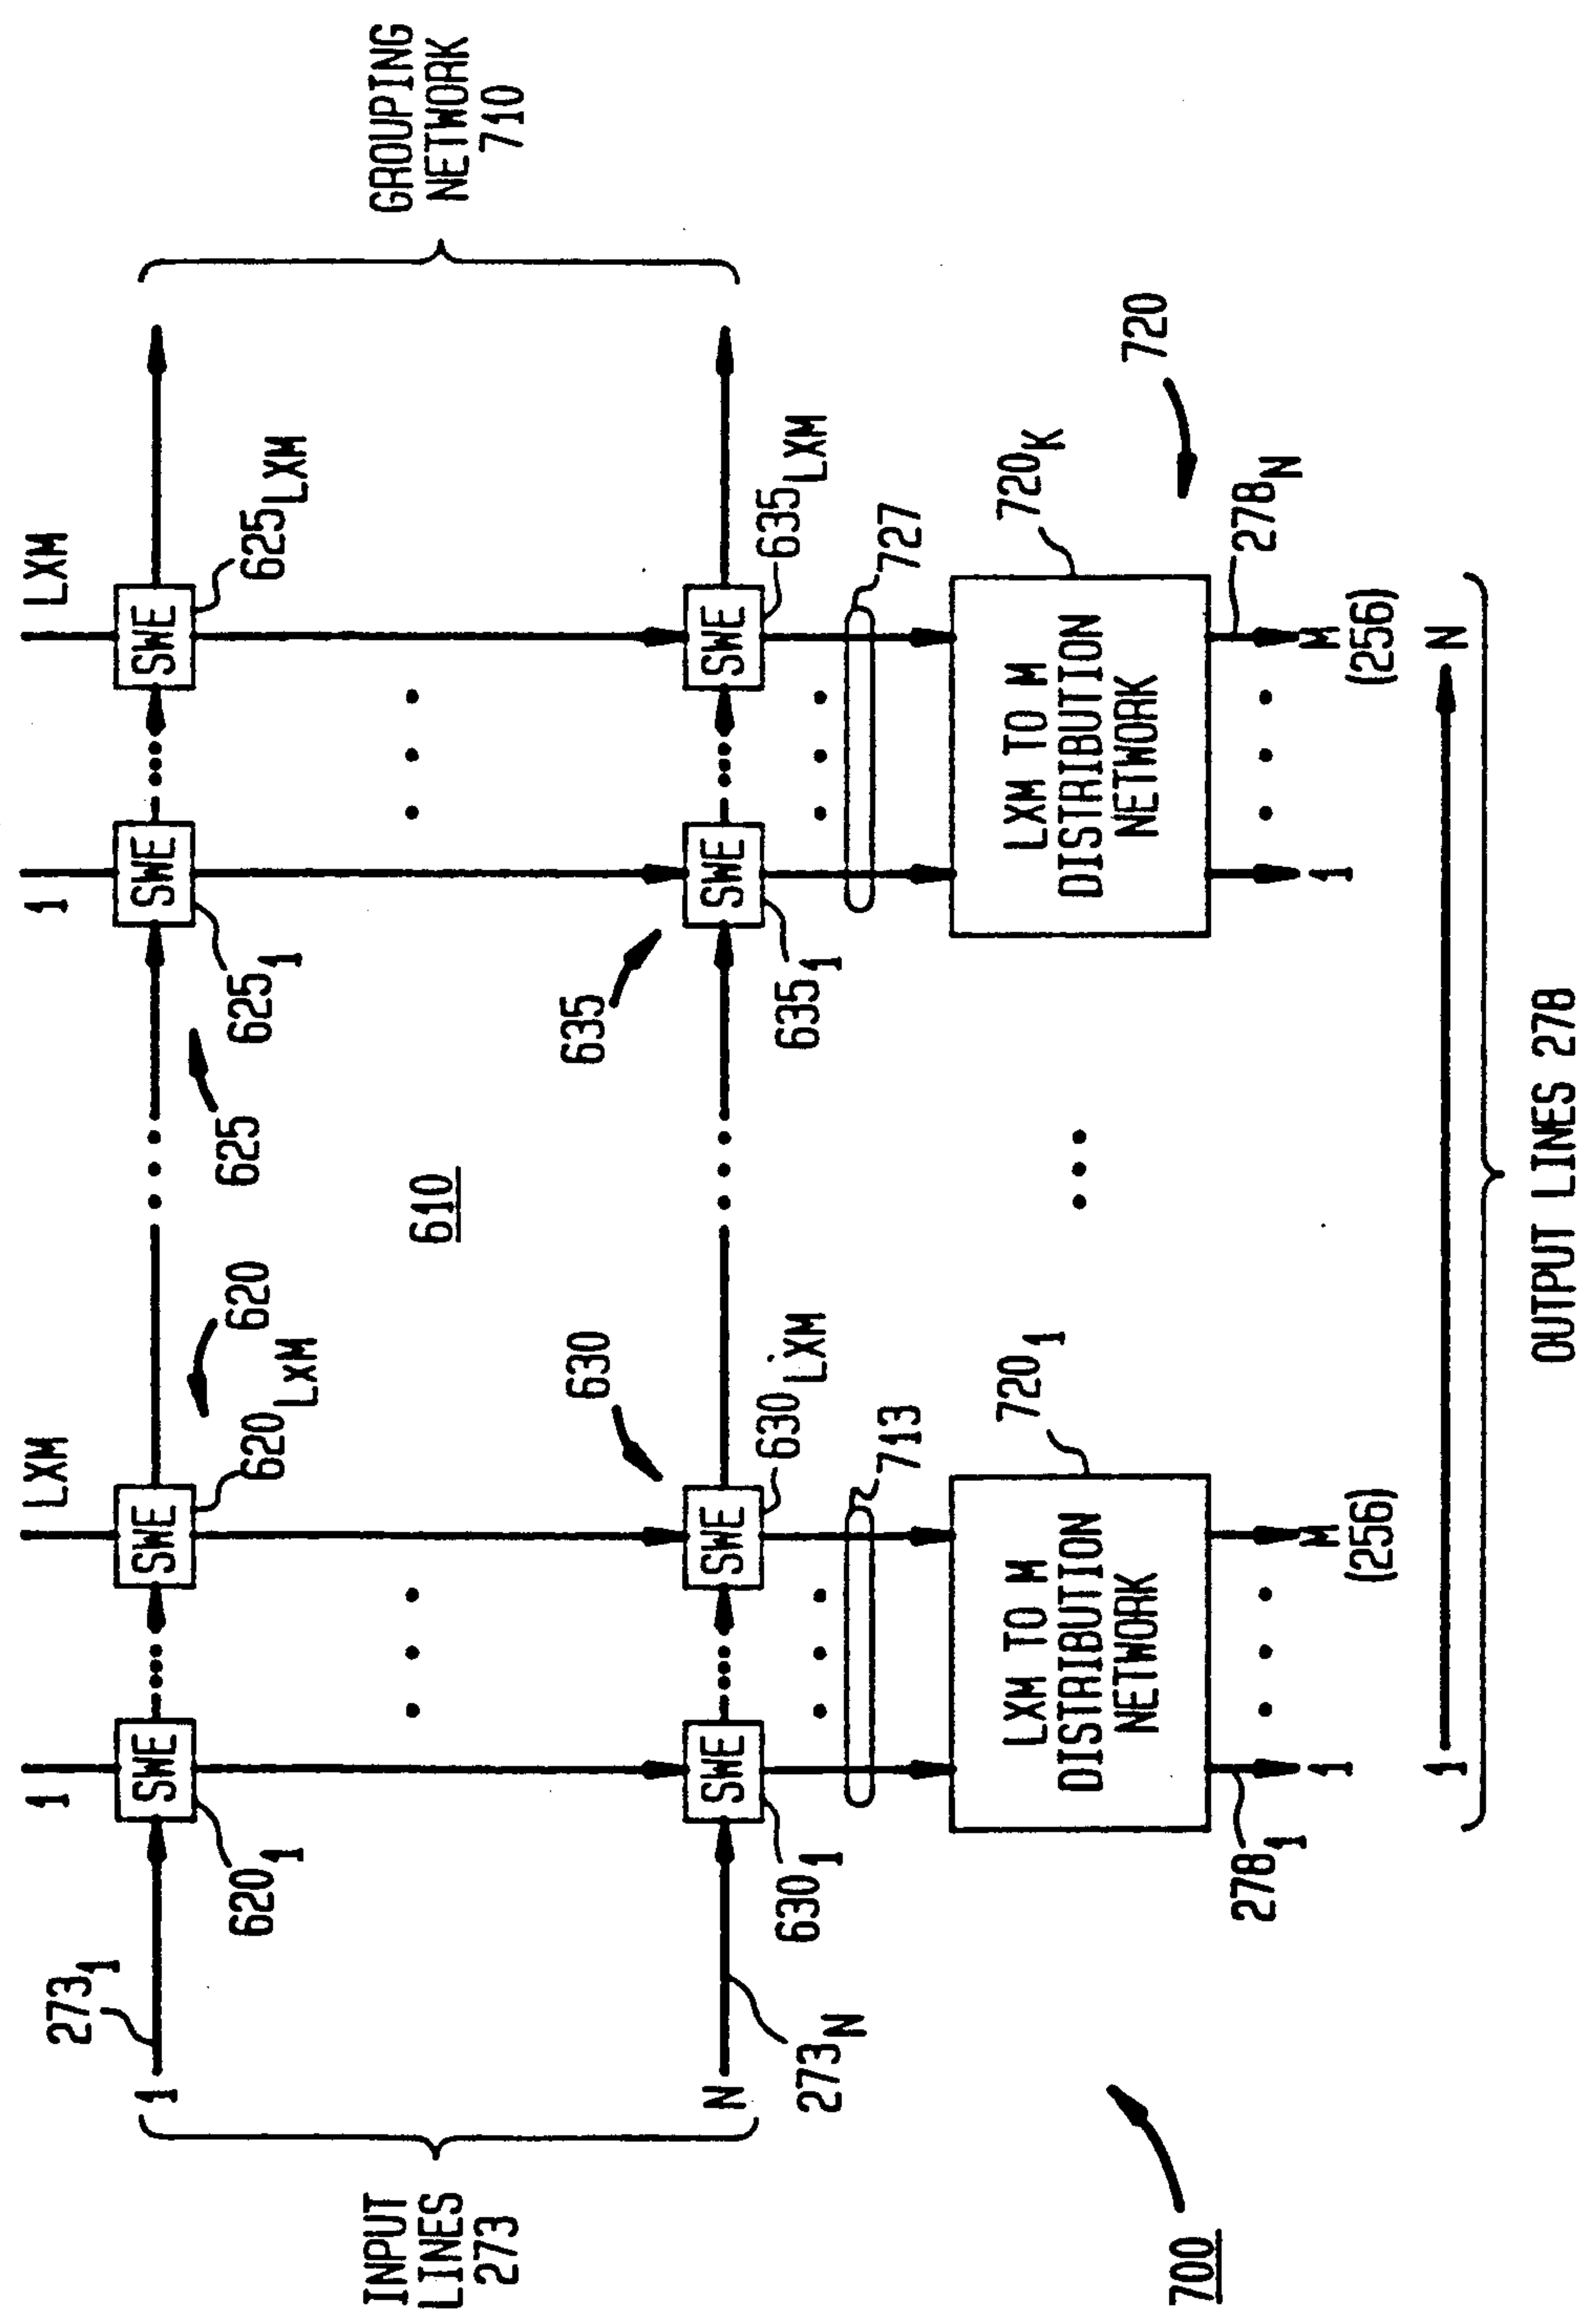 LXM
LXM
1
1
GROUPING
NETWORK
710
273₁
1
SWE
SWE
SWE
SWE
620₁
620LXM
620
625
625₁
625LXM
INPUT
LINES
273
610
630
635
N
SWE
SWE
SWE
SWE
273N
630₁
630LXM
635₁
635LXM
713
727
720₁
720K
720
LXM TO M
DISTRIBUTION
NETWORK
LXM TO M
DISTRIBUTION
NETWORK
700
278₁
278N
1
M
(256)
1
M
(256)
1
N
OUTPUT LINES 278